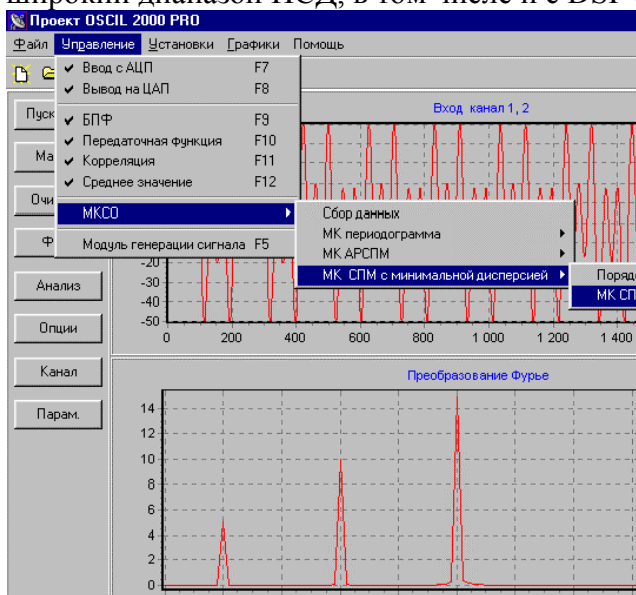 широкий диапазон ПСД, в том числе и с DSP
Проект OSCIL 2000 PRO
Файл Управление Установки Графики Помощь
Ввод с АЦП F7
Вывод на ЦАП F8
БПФ F9
Передаточная функция F10
Корреляция F11
Среднее значение F12
МКСО
Модуль генерации сигнала F5
Сбор данных
МК периодограмма
МК АРСПМ
МК СПМ с минимальной дисперсией
МК СП
Пуск
Анализ
Опции
Канал
Парам.
Вход канал 1, 2
-20
-30
-40
-50
0 200 400 600 800 1 000 1 200 1 400
Преобразование Фурье
14
12
10
8
6
4
2
0